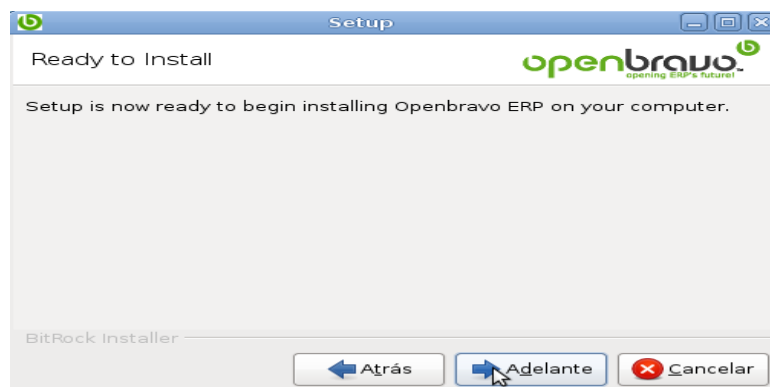 Setup
Ready to Install
openbravo.
opening ERP's future!
Setup is now ready to begin installing Openbravo ERP on your computer.
BitRock Installer
Atrás
Adelante
Cancelar